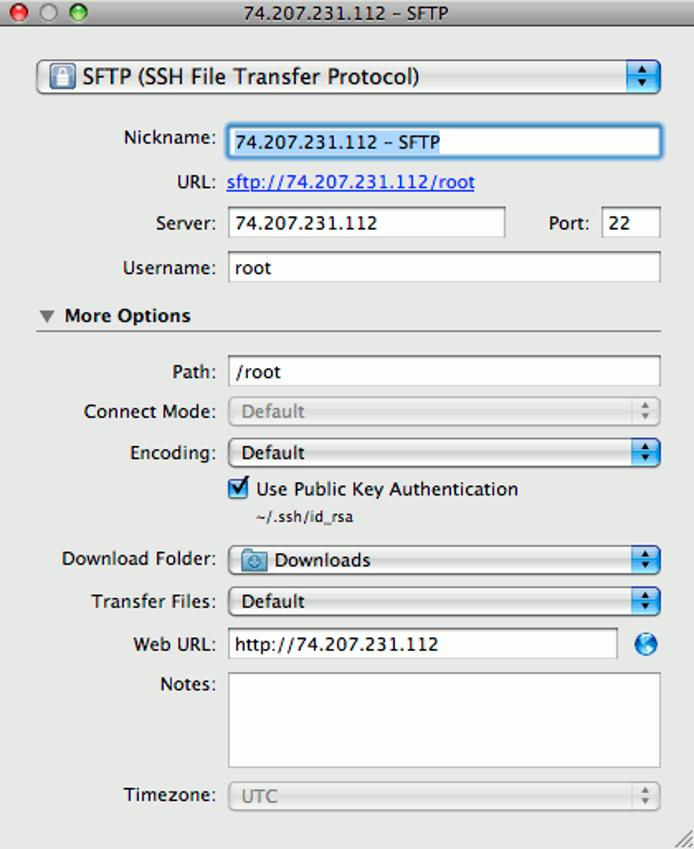 74.207.231.112 – SFTP
SFTP (SSH File Transfer Protocol)
Nickname: 74.207.231.112 – SFTP
URL: sftp://74.207.231.112/root
Server: 74.207.231.112 Port: 22
Username: root
More Options
Path: /root
Connect Mode: Default
Encoding: Default
Use Public Key Authentication
~/.ssh/id_rsa
Download Folder: Downloads
Transfer Files: Default
Web URL: http://74.207.231.112
Notes:
Timezone: UTC